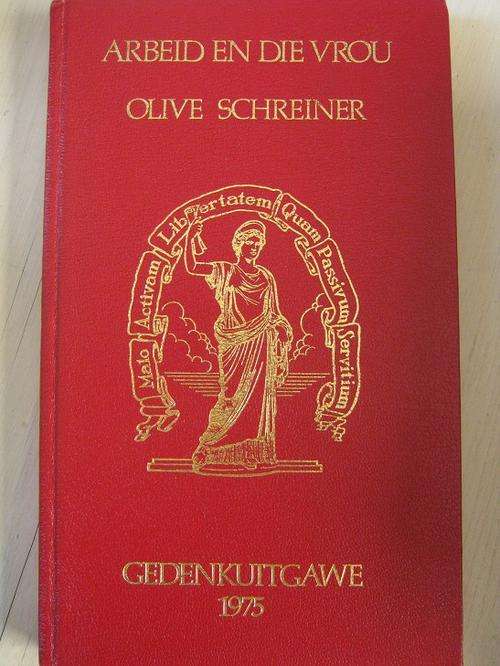 ARBEID EN DIE VROU
OLIVE SCHREINER
Malo Activam Libertatem Quam Passivum Servitium
GEDENKUITGAWE
1975